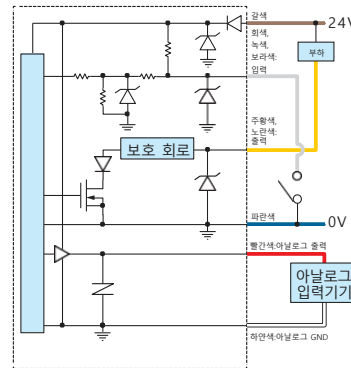 갈색
24V
회색,
녹색,
보라색:
입력
부하
주황색,
노란색:
출력
보호 회로
파란색
0V
빨간색:아날로그 출력
아날로그
입력기기
하얀색:아날로그 GND